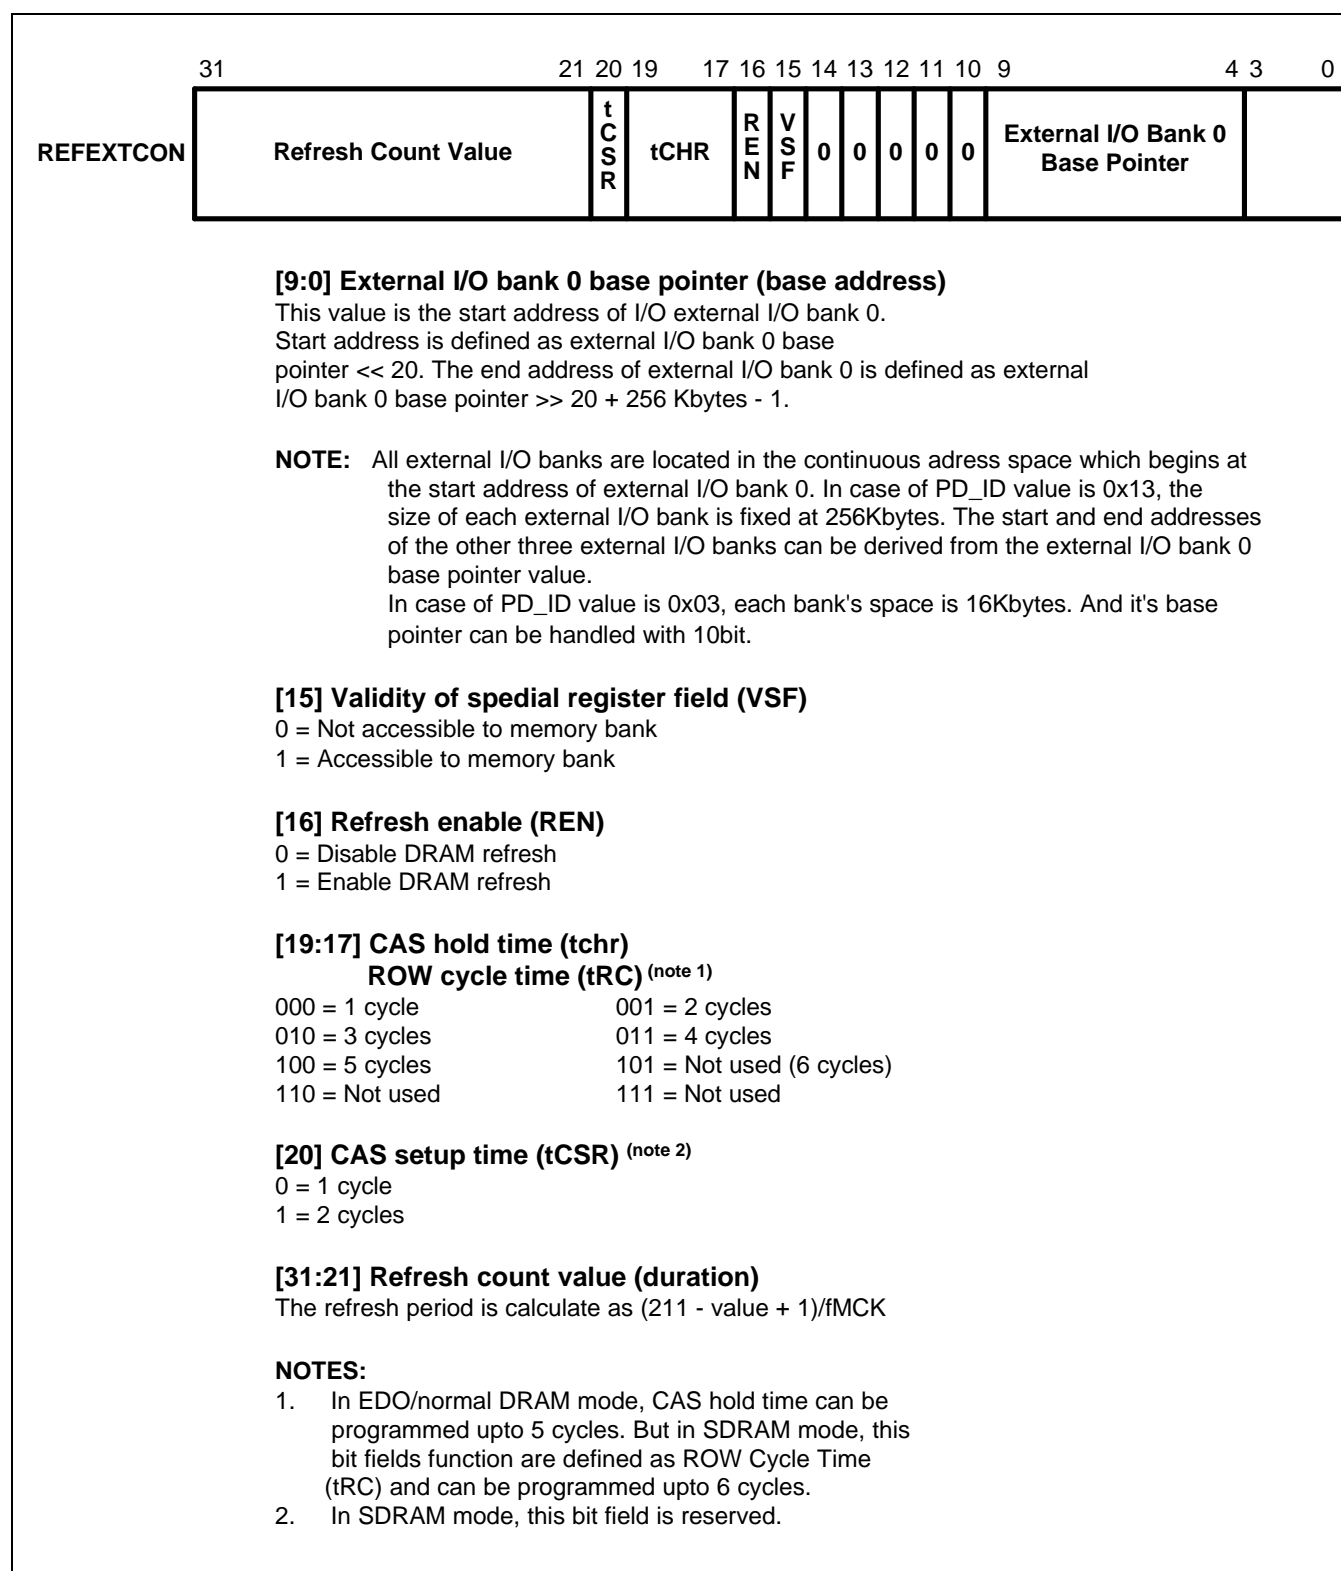 31 21 20 19 17 16 15 14 13 12 11 10 9 4 3 0
REFEXTCON Refresh Count Value tCSR tCHR REN VSF 0 0 0 0 0 External I/O Bank 0
Base Pointer
[9:0] External I/O bank 0 base pointer (base address)
This value is the start address of I/O external I/O bank 0.
Start address is defined as external I/O bank 0 base
pointer << 20. The end address of external I/O bank 0 is defined as external
I/O bank 0 base pointer >> 20 + 256 Kbytes - 1.
NOTE: All external I/O banks are located in the continuous adress space which begins at
the start address of external I/O bank 0. In case of PD_ID value is 0x13, the
size of each external I/O bank is fixed at 256Kbytes. The start and end addresses
of the other three external I/O banks can be derived from the external I/O bank 0
base pointer value.
In case of PD_ID value is 0x03, each bank's space is 16Kbytes. And it's base
pointer can be handled with 10bit.
[15] Validity of spedial register field (VSF)
0 = Not accessible to memory bank
1 = Accessible to memory bank
[16] Refresh enable (REN)
0 = Disable DRAM refresh
1 = Enable DRAM refresh
[19:17] CAS hold time (tchr)
ROW cycle time (tRC) (note 1)
000 = 1 cycle 001 = 2 cycles
010 = 3 cycles 011 = 4 cycles
100 = 5 cycles 101 = Not used (6 cycles)
110 = Not used 111 = Not used
[20] CAS setup time (tCSR) (note 2)
0 = 1 cycle
1 = 2 cycles
[31:21] Refresh count value (duration)
The refresh period is calculate as (211 - value + 1)/fMCK
NOTES:
1. In EDO/normal DRAM mode, CAS hold time can be
programmed upto 5 cycles. But in SDRAM mode, this
bit fields function are defined as ROW Cycle Time
(tRC) and can be programmed upto 6 cycles.
2. In SDRAM mode, this bit field is reserved.